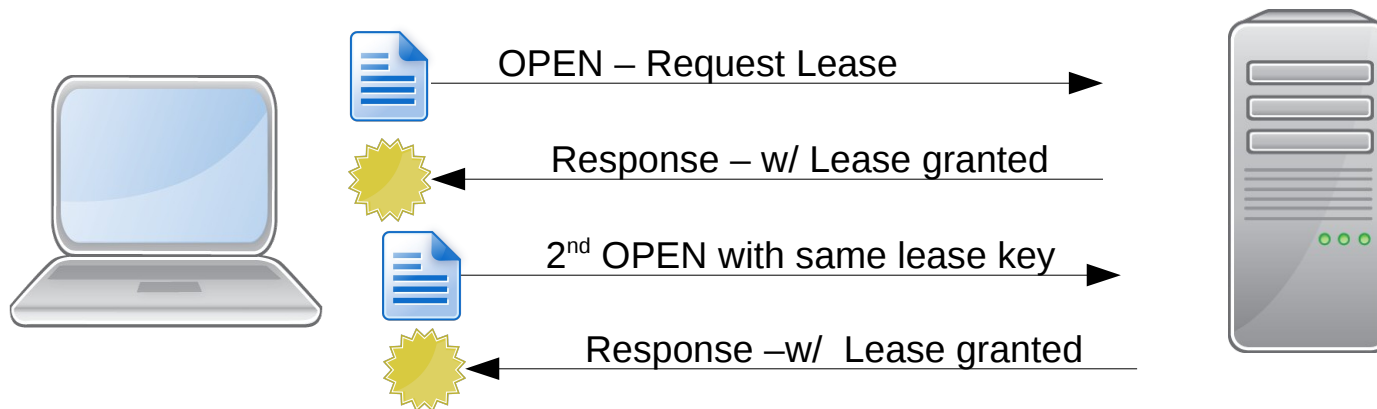 OPEN – Request Lease
Response – w/ Lease granted
2nd OPEN with same lease key
Response –w/  Lease granted